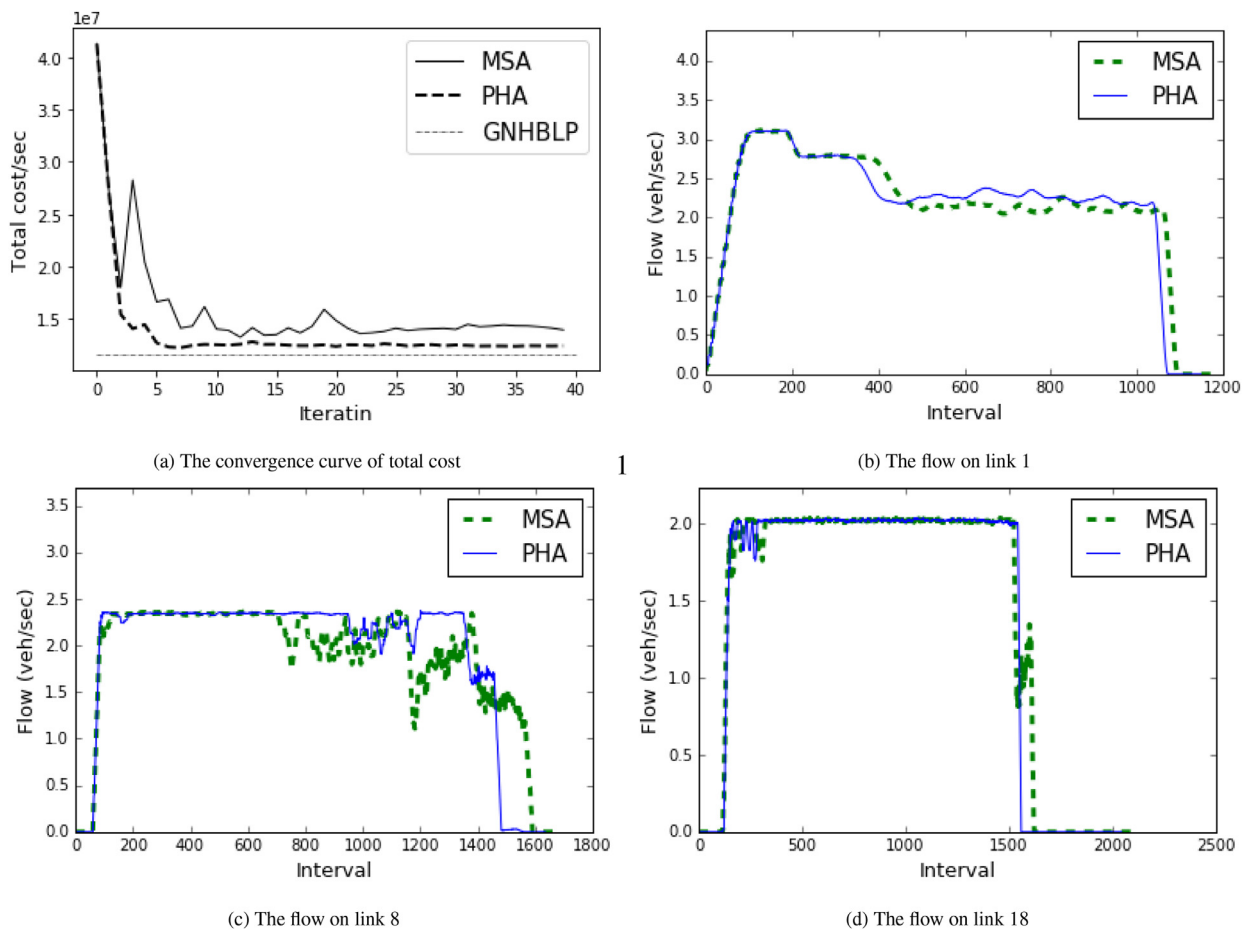 1e7
4.0
3.5
3.0
2.5
2.0
1.5
Total cost/sec
MSA
PHA
GNHBLP
0 5 10 15 20 25 30 35 40
Iteratin
(a) The convergence curve of total cost
4.0
3.5
3.0
2.5
2.0
1.5
1.0
0.5
0.0
Flow (veh/sec)
MSA
PHA
0 200 400 600 800 1000 1200
Interval
(b) The flow on link 1
1
3.5
3.0
2.5
2.0
1.5
1.0
0.5
0.0
Flow (veh/sec)
MSA
PHA
0 200 400 600 800 1000 1200 1400 1600 1800
Interval
(c) The flow on link 8
2.0
1.5
1.0
0.5
0.0
Flow (veh/sec)
MSA
PHA
0 500 1000 1500 2000 2500
Interval
(d) The flow on link 18